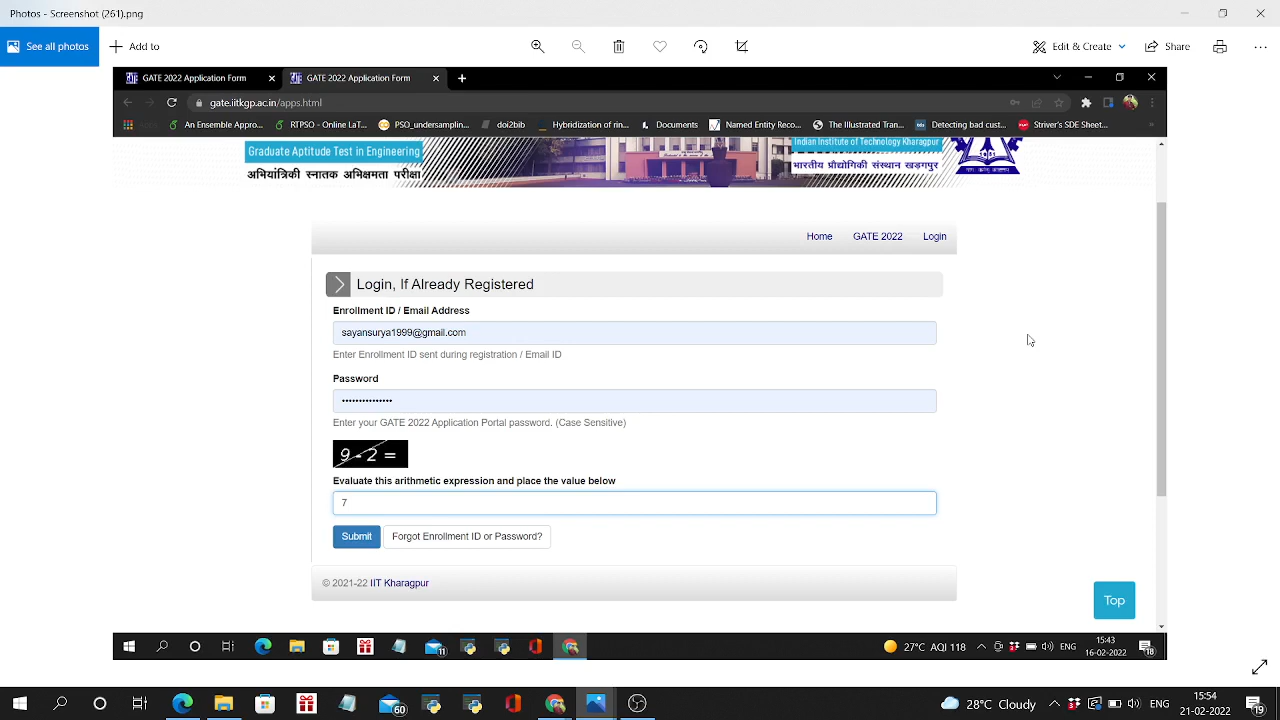 Photos - Screenshot (261).png
See all photos
Add to
Edit & Create
Share
GATE 2022 Application Form
GATE 2022 Application Form
gate.iitkgp.ac.in/apps.html
An Ensemble Appro...
RTPSO - Online LaT...
PSO_undersamplin...
doi2bib
Hybridization of rin...
Documents
Named Entity Reco...
The Illustrated Tran...
Detecting bad cust...
Striver's SDE Sheet...
Graduate Aptitude Test in Engineering
अभियांत्रिकी स्नातक अभिक्षमता परीक्षा
Indian Institute of Technology Kharagpur
भारतीय प्रौद्योगिकी संस्थान खडगपुर
Home
GATE 2022
Login
Login, If Already Registered
Enrollment ID / Email Address
sayansurya1999@gmail.com
Enter Enrollment ID sent during registration / Email ID
Password
•••••••••••••••
Enter your GATE 2022 Application Portal password. (Case Sensitive)
9 - 2 =
Evaluate this arithmetic expression and place the value below
7
Submit
Forgot Enrollment ID or Password?
© 2021-22 IIT Kharagpur
Top
11
27°C AQI 118
ENG
15:43
16-02-2022
18
60
28°C Cloudy
ENG
15:54
21-02-2022
19